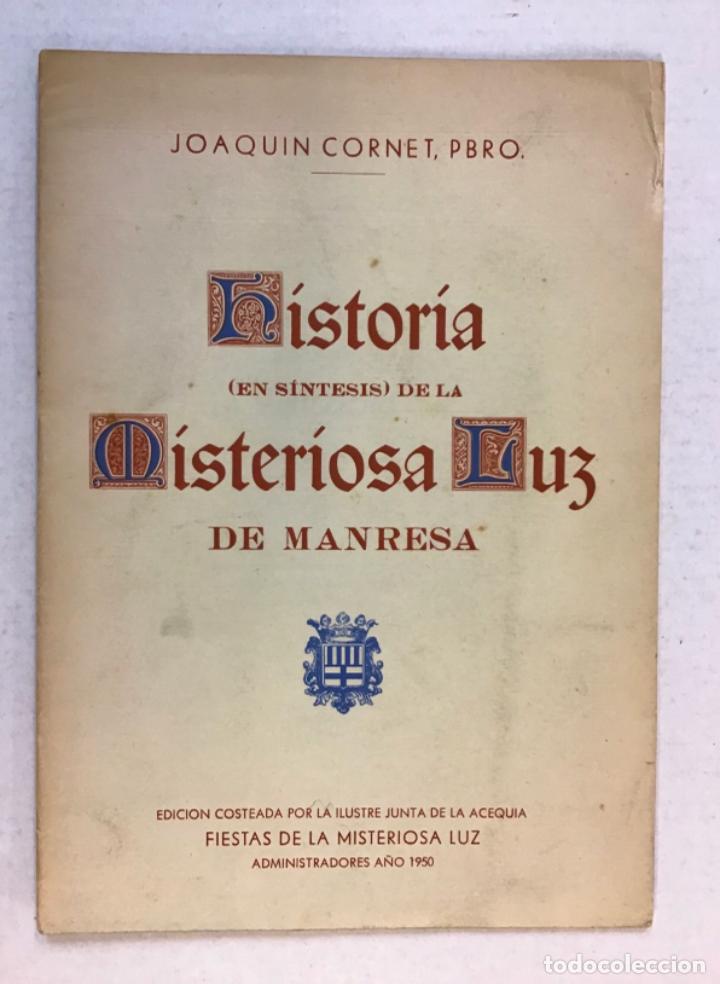 JOAQUIN CORNET, PBRO.
Historia
(EN SÍNTESIS) DE LA
Misteriosa Luz
DE MANRESA
EDICION COSTEADA POR LA ILUSTRE JUNTA DE LA ACEQUIA
FIESTAS DE LA MISTERIOSA LUZ
ADMINISTRADORES AÑO 1950
todocoleccion